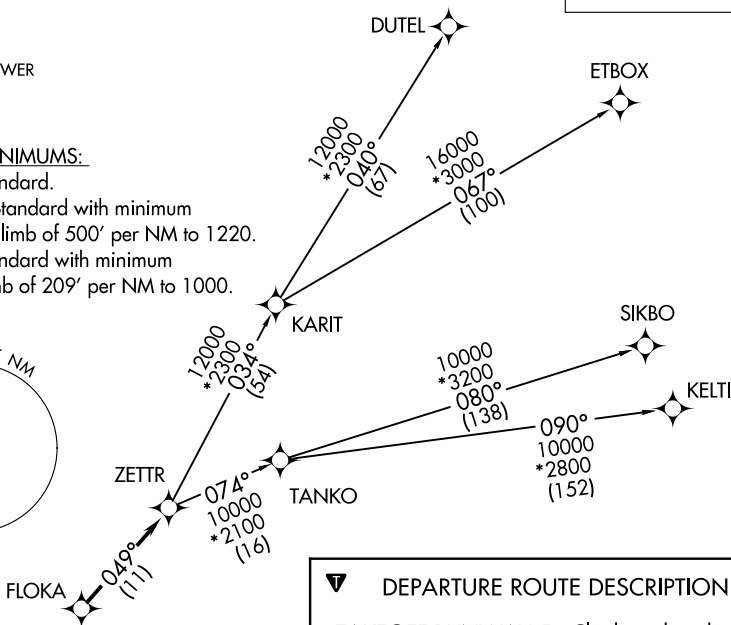 DUTEL
WER
ETBOX
12000
*2300
040°
(67)
16000
*3000
067°
(100)
NIMUMS:
ndard.
tandard with minimum
limb of 500' per NM to 1220.
ndard with minimum
b of 209' per NM to 1000.
KARIT
SIKBO
NM
12000
*2300
034°
(54)
10000
*3200
080°
(138)
KELTI
090°
10000
*2800
(152)
ZETTR
074°
10000
*2100
(16)
TANKO
049°
(11)
FLOKA
T DEPARTURE ROUTE DESCRIPTION